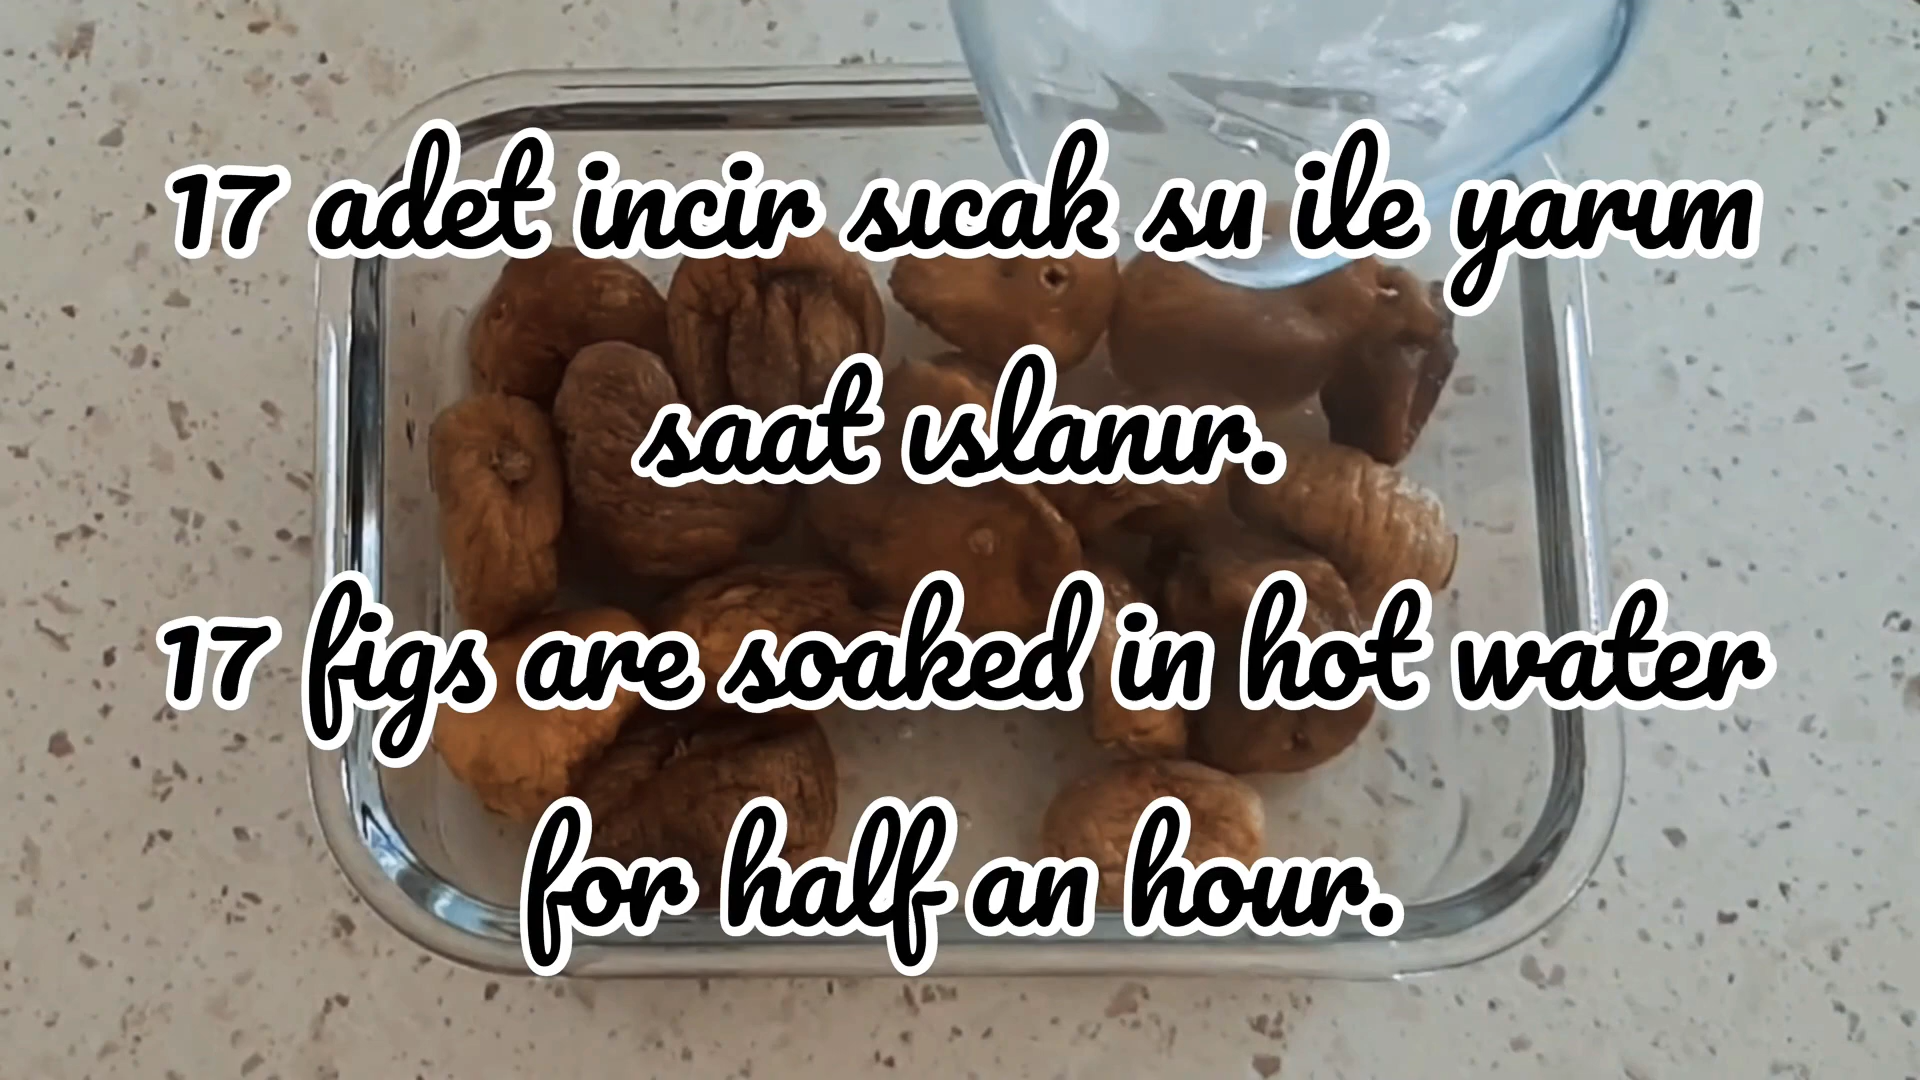 17 adet incir sıcak su ile yarım
saat ıslanır.
17 figs are soaked in hot water
for half an hour.